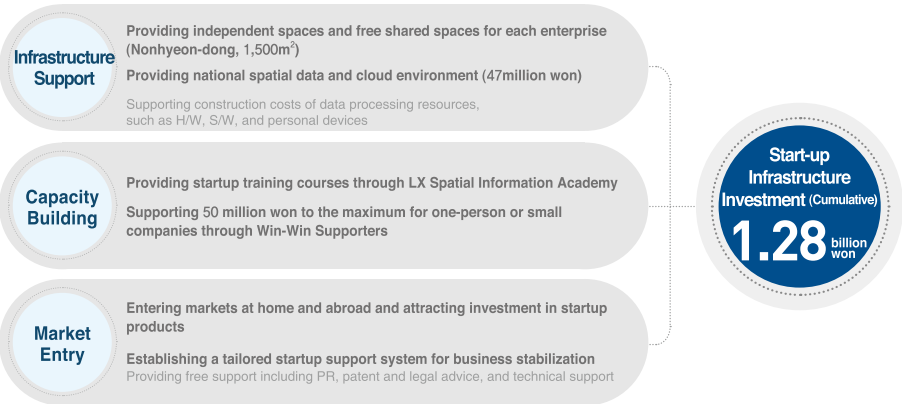 Infrastructure
Support
Providing independent spaces and free shared spaces for each enterprise
(Nonhyeon-dong, 1,500m²)
Providing national spatial data and cloud environment (47million won)
Supporting construction costs of data processing resources,
such as H/W, S/W, and personal devices
Capacity
Building
Providing startup training courses through LX Spatial Information Academy
Supporting 50 million won to the maximum for one-person or small
companies through Win-Win Supporters
Market
Entry
Entering markets at home and abroad and attracting investment in startup
products
Establishing a tailored startup support system for business stabilization
Providing free support including PR, patent and legal advice, and technical support
Start-up
Infrastructure
Investment (Cumulative)
1.28 billion
won